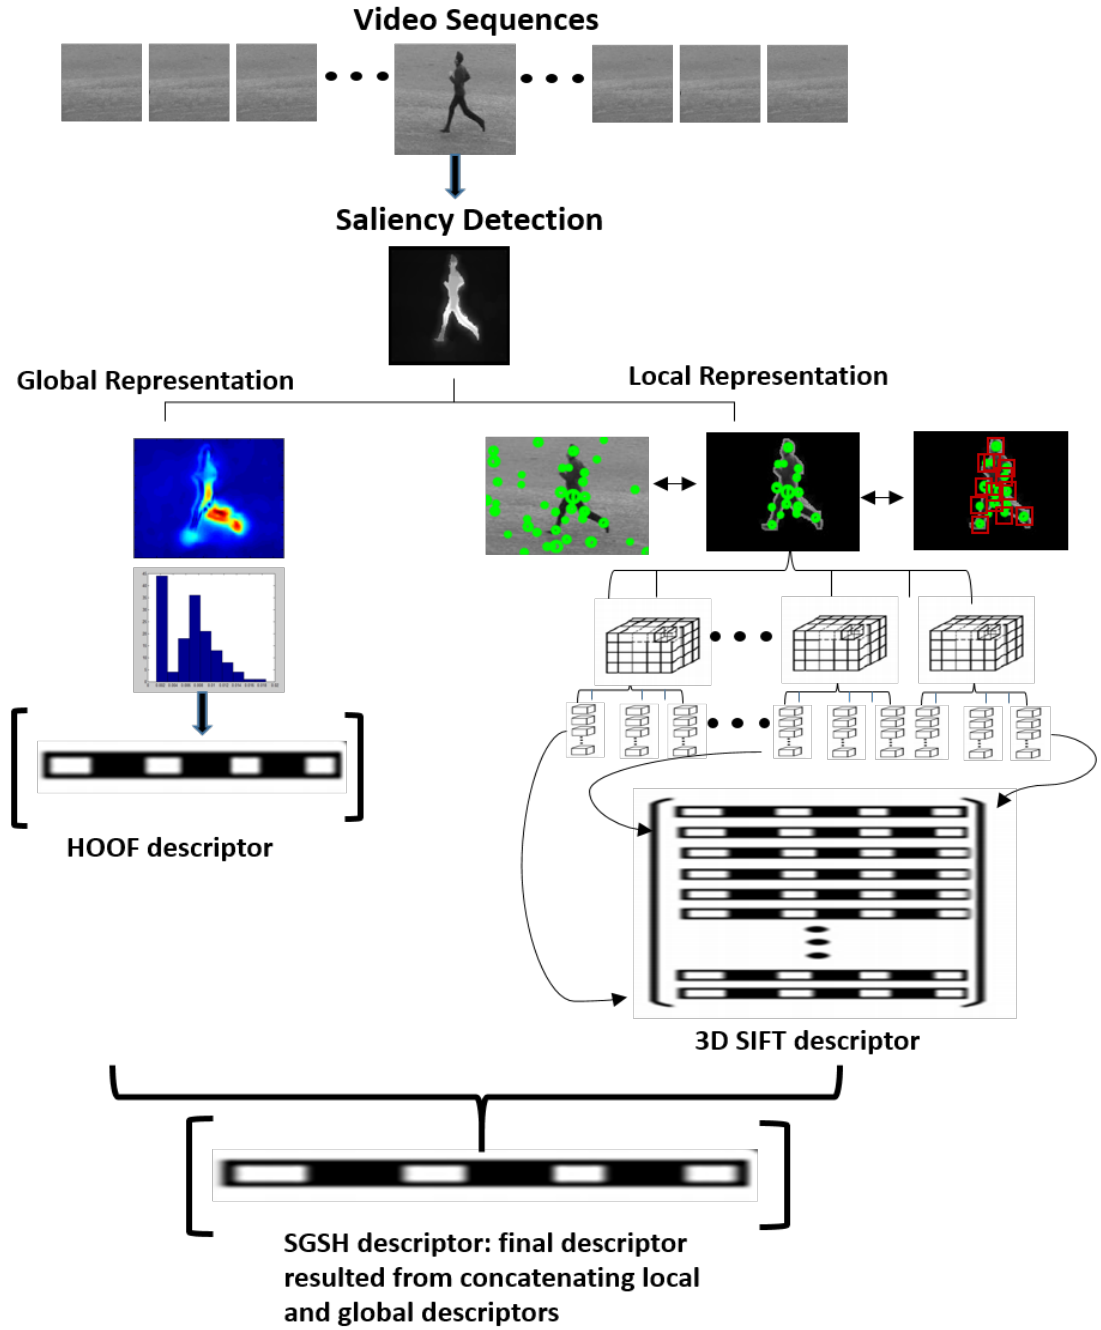 Video Sequences
Saliency Detection
Global Representation
Local Representation
HOOF descriptor
3D SIFT descriptor
SGSH descriptor: final descriptor
resulted from concatenating local
and global descriptors